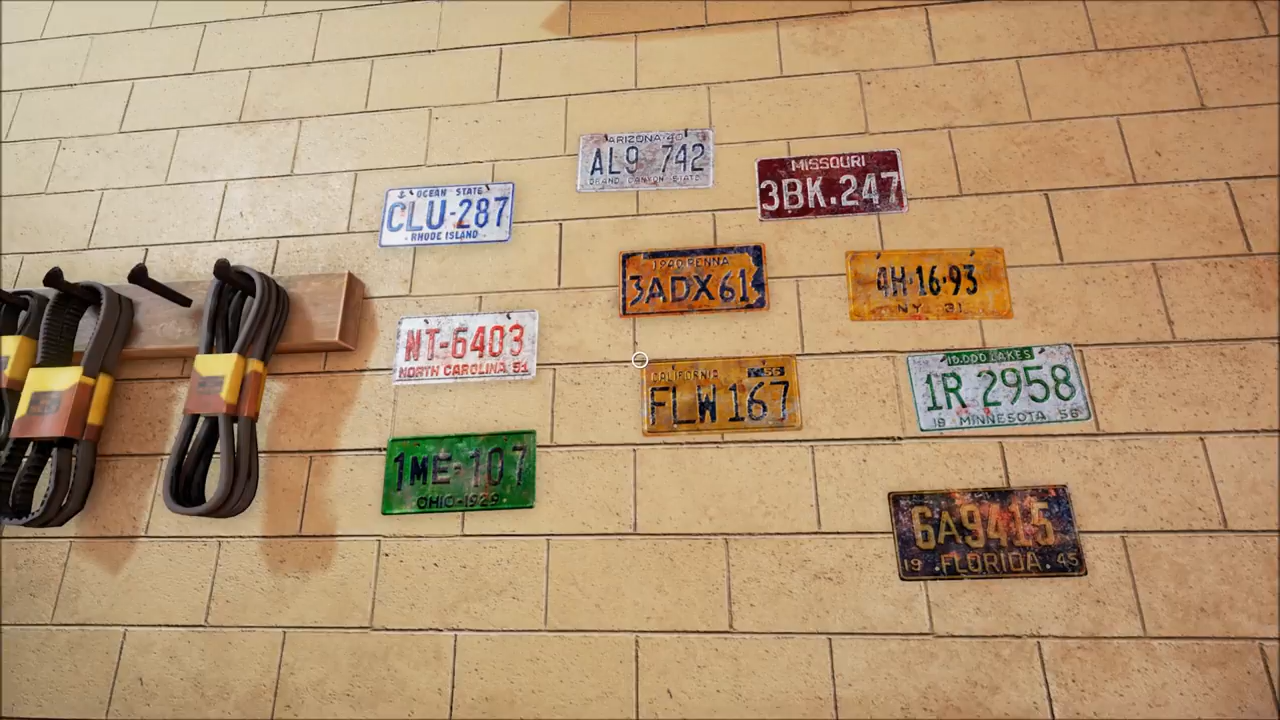 ARIZONA 40
AL9 742
GRAND CANYON STATE
MISSOURI
3BK.247
OCEAN STATE
CLU-287
RHODE ISLAND
1940 PENNA
3ADX61
4H·16·93
NY 31
NT-6403
NORTH CAROLINA 51
CALIFORNIA 56
FLW 167
10,000 LAKES
1R 2958
19 MINNESOTA 56
1ME-107
OHIO-1929
6A9415
19 .FLORIDA. 45